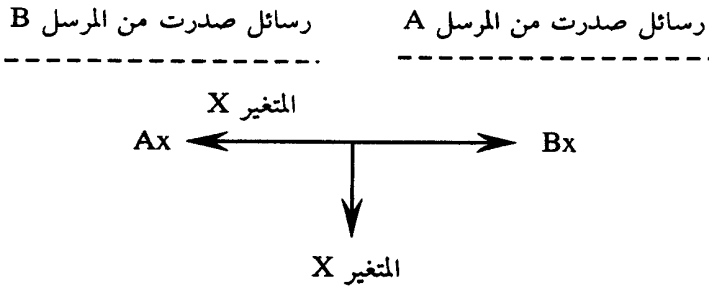 رسائل صدرت من المرسل A رسائل صدرت من المرسل B
المتغير X
Ax Bx
المتغير X